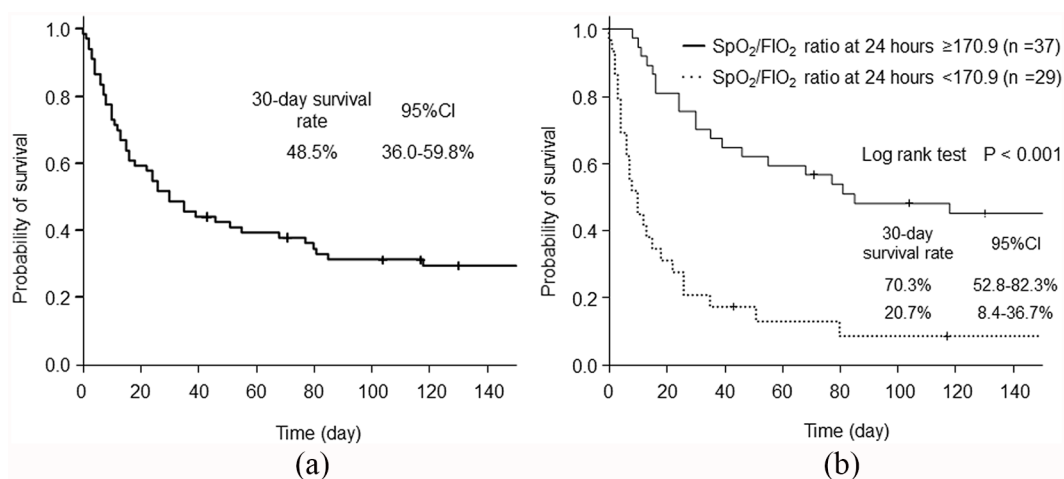 Probability of survival
1.0
0.8
0.6
0.4
0.2
0.0
30-day survival rate
95%CI
48.5%
36.0-59.8%
0 20 40 60 80 100 120 140
Time (day)
(a)
Probability of survival
1.0
0.8
0.6
0.4
0.2
0.0
SpO₂/FIO₂ ratio at 24 hours ≥170.9 (n =37)
SpO₂/FIO₂ ratio at 24 hours <170.9 (n =29)
Log rank test P < 0.001
30-day
survival rate
95%CI
70.3% 52.8-82.3%
20.7% 8.4-36.7%
0 20 40 60 80 100 120 140
Time (day)
(b)